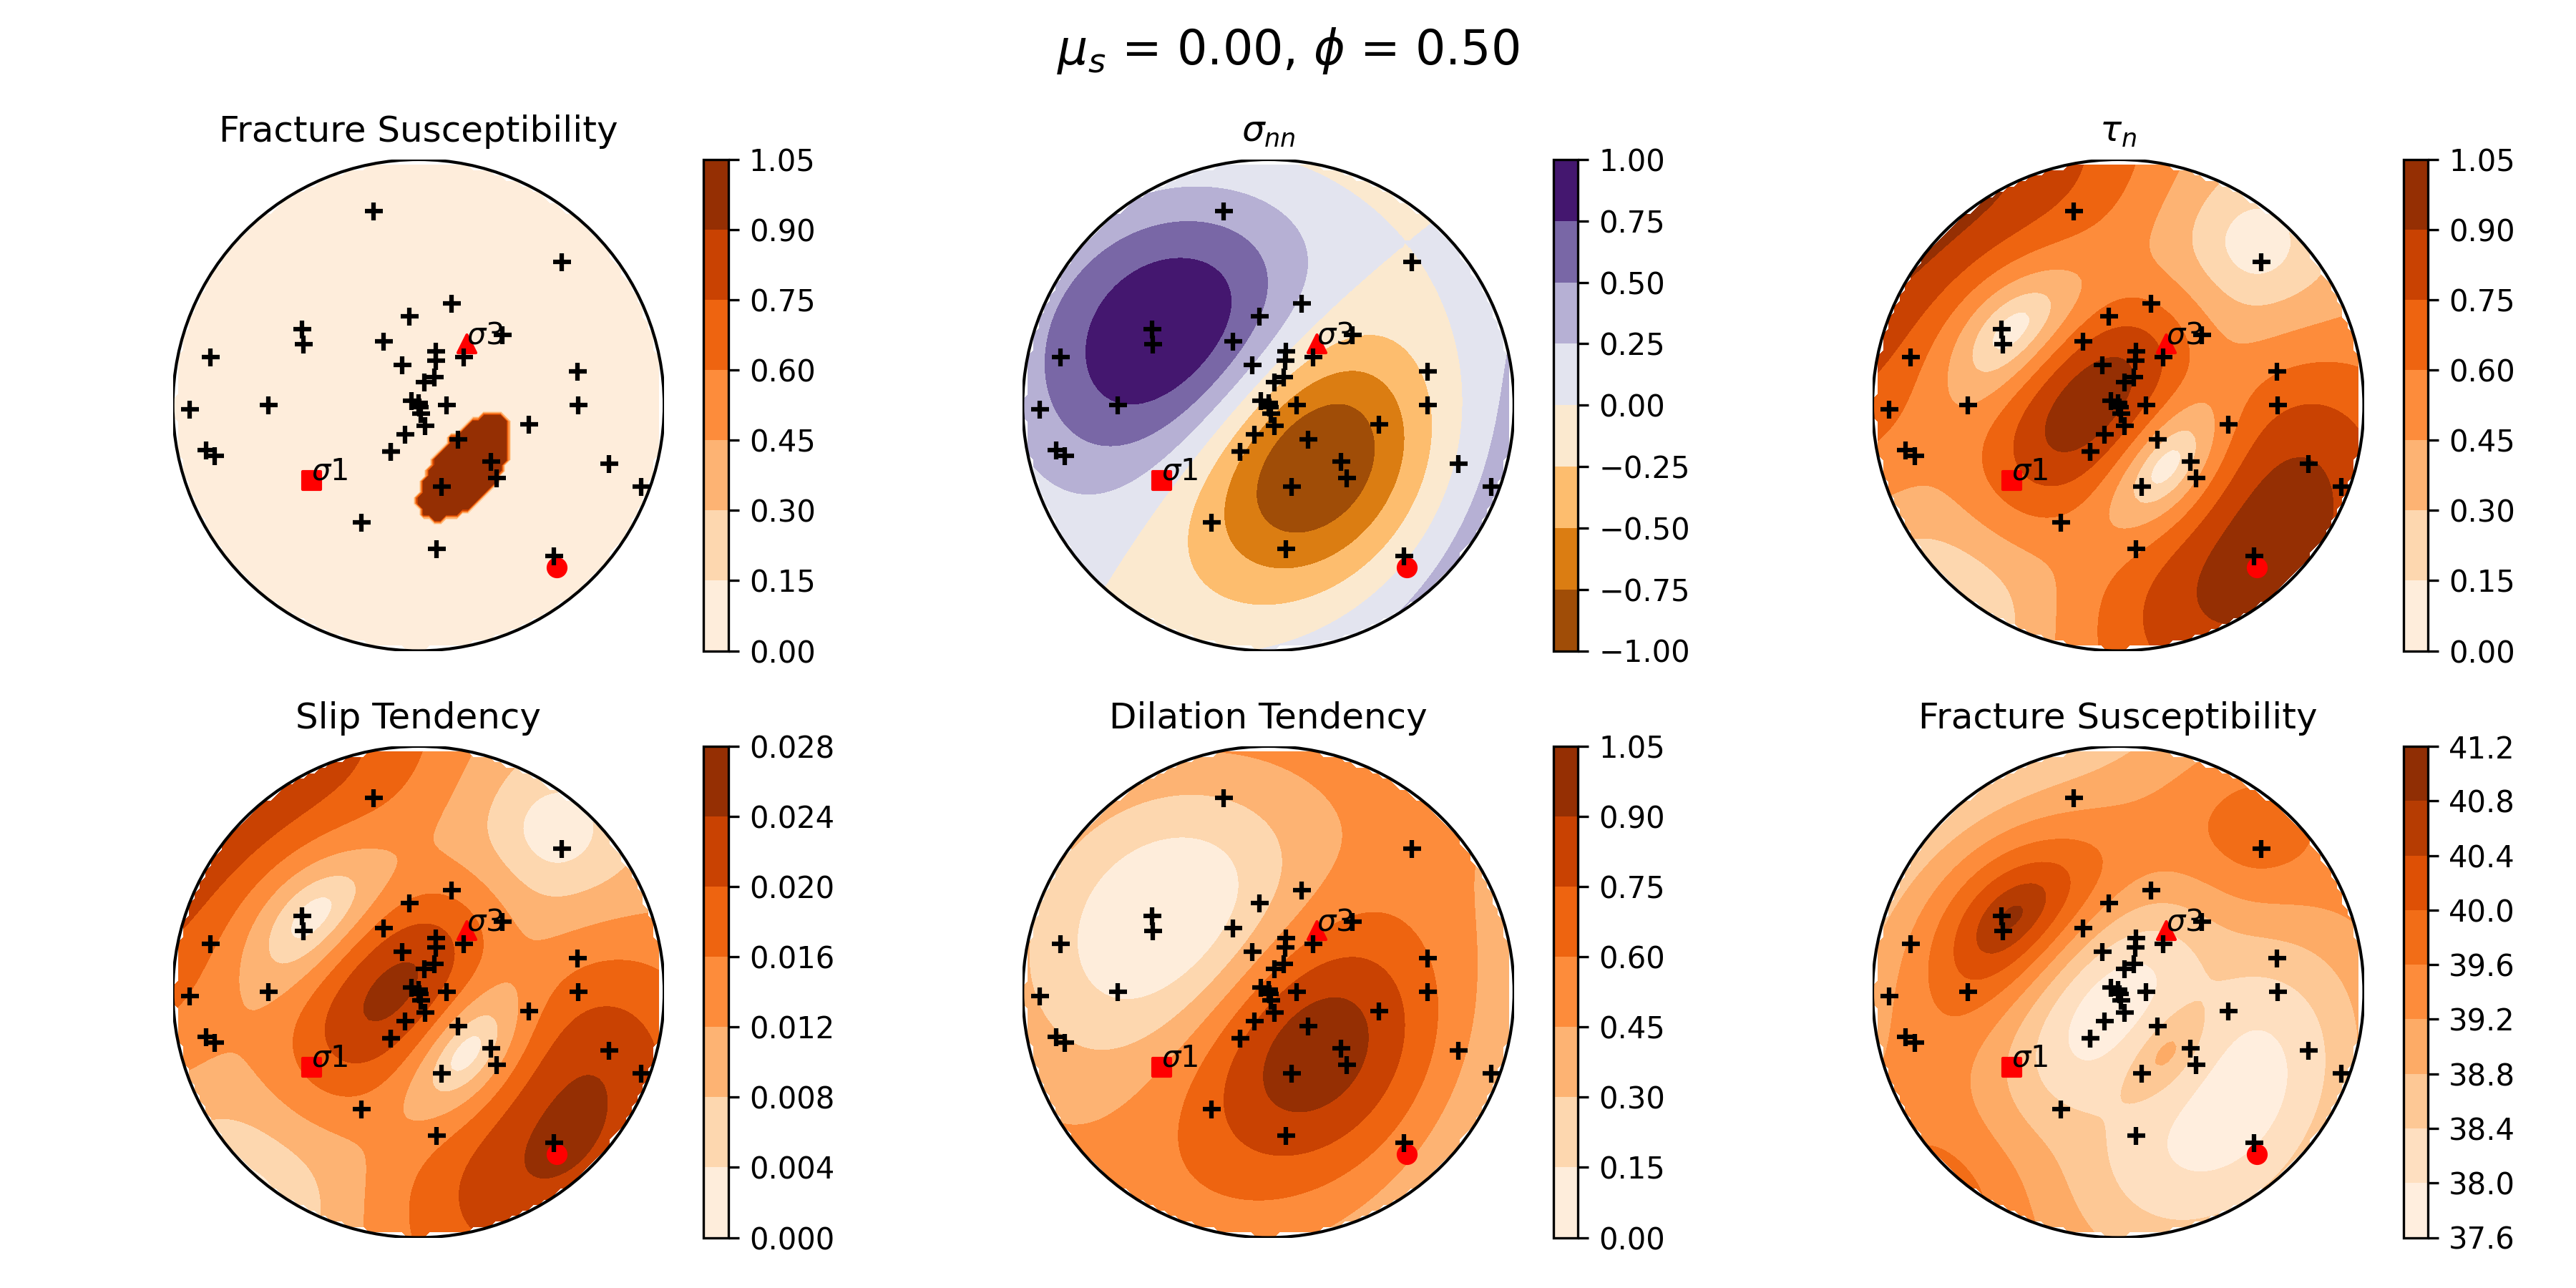 μs = 0.00, ϕ = 0.50
Fracture Susceptibility
σ3
σ1
1.05
0.90
0.75
0.60
0.45
0.30
0.15
0.00
σnn
σ3
σ1
1.00
0.75
0.50
0.25
0.00
−0.25
−0.50
−0.75
−1.00
τn
σ3
σ1
1.05
0.90
0.75
0.60
0.45
0.30
0.15
0.00
Slip Tendency
σ3
σ1
0.028
0.024
0.020
0.016
0.012
0.008
0.004
0.000
Dilation Tendency
σ3
σ1
1.05
0.90
0.75
0.60
0.45
0.30
0.15
0.00
Fracture Susceptibility
σ3
σ1
41.2
40.8
40.4
40.0
39.6
39.2
38.8
38.4
38.0
37.6